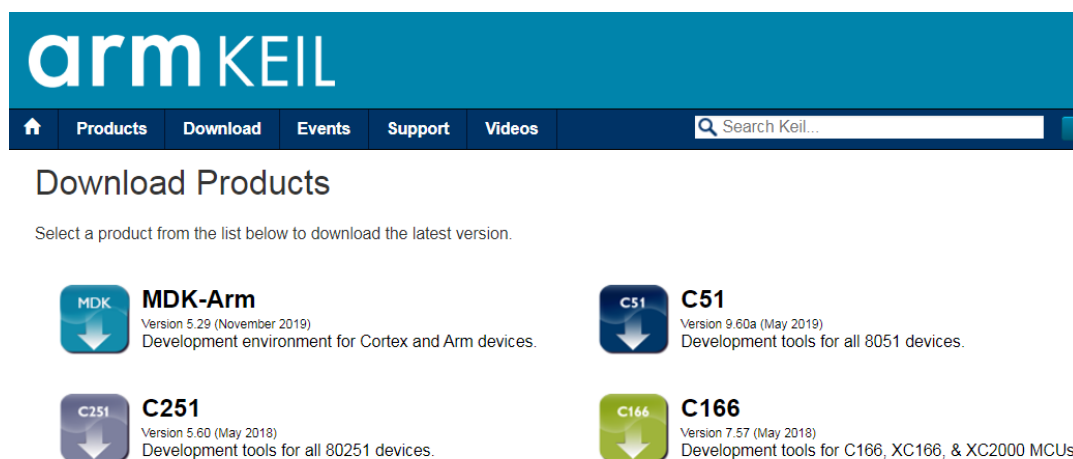 arm KEIL
Products Download Events Support Videos Search Keil...
Download Products
Select a product from the list below to download the latest version.
MDK
MDK-Arm
Version 5.29 (November 2019)
Development environment for Cortex and Arm devices.
C51
C51
Version 9.60a (May 2019)
Development tools for all 8051 devices.
C251
C251
Version 5.60 (May 2018)
Development tools for all 80251 devices.
C166
C166
Version 7.57 (May 2018)
Development tools for C166, XC166, & XC2000 MCUs